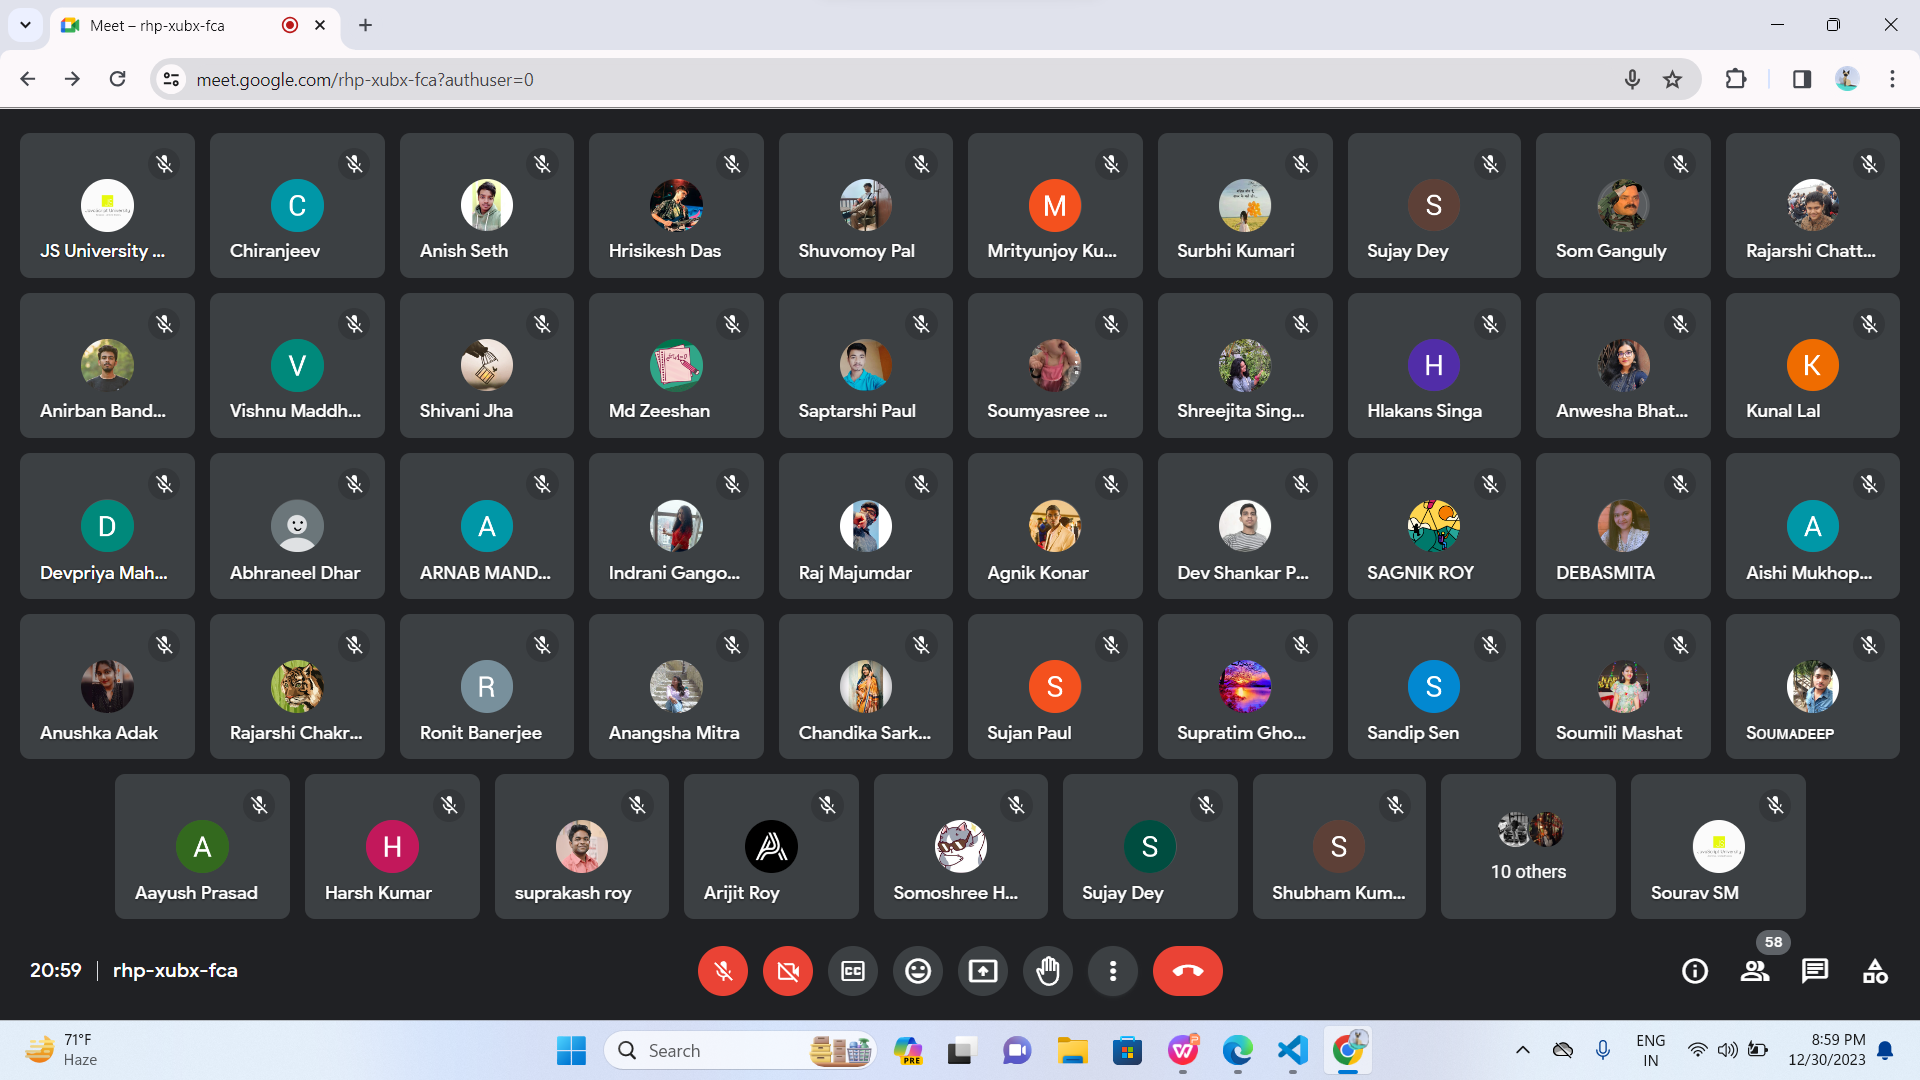 Meet – rhp-xubx-fca
meet.google.com/rhp-xubx-fca?authuser=0
JS University ...
C
Chiranjeev
Anish Seth
Hrisikesh Das
Shuvomoy Pal
M
Mrityunjoy Ku...
Surbhi Kumari
S
Sujay Dey
Som Ganguly
Rajarshi Chatt...
Anirban Band...
V
Vishnu Maddh...
Shivani Jha
Md Zeeshan
Saptarshi Paul
Soumyasree ...
Shreejita Sing...
H
Hlakans Singa
Anwesha Bhat...
K
Kunal Lal
D
Devpriya Mah...
Abhraneel Dhar
A
ARNAB MAND...
Indrani Gango...
Raj Majumdar
Agnik Konar
Dev Shankar P...
SAGNIK ROY
DEBASMITA
A
Aishi Mukhop...
Anushka Adak
Rajarshi Chakr...
R
Ronit Banerjee
Anangsha Mitra
Chandika Sark...
S
Sujan Paul
Supratim Gho...
S
Sandip Sen
Soumili Mashat
Sᴏᴜᴍᴀᴅᴇᴇᴘ
A
Aayush Prasad
H
Harsh Kumar
suprakash roy
Arijit Roy
Somoshree H...
S
Sujay Dey
S
Shubham Kum...
10 others
Sourav SM
20:59
rhp-xubx-fca
58
71°F
Haze
Search
PRE
ENG
IN
8:59 PM
12/30/2023